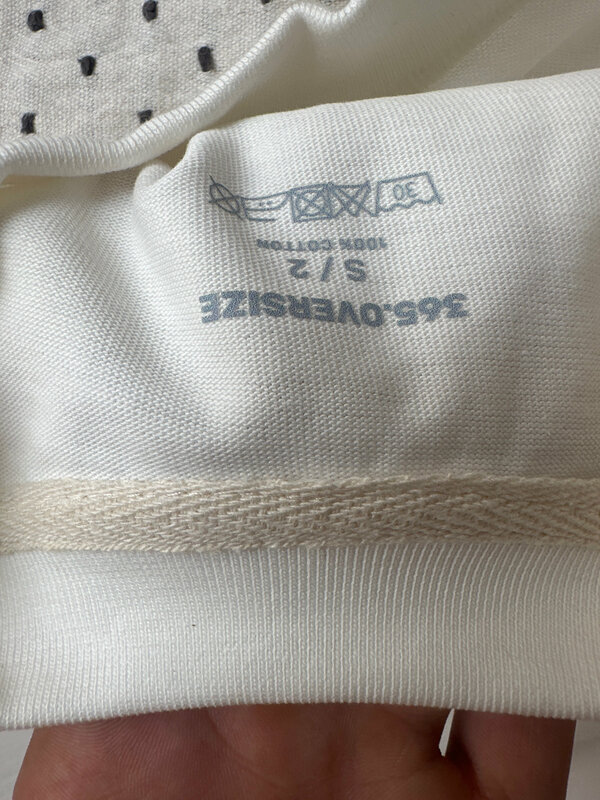 365.OVERSIZE
S / 2
100% COTTON
30